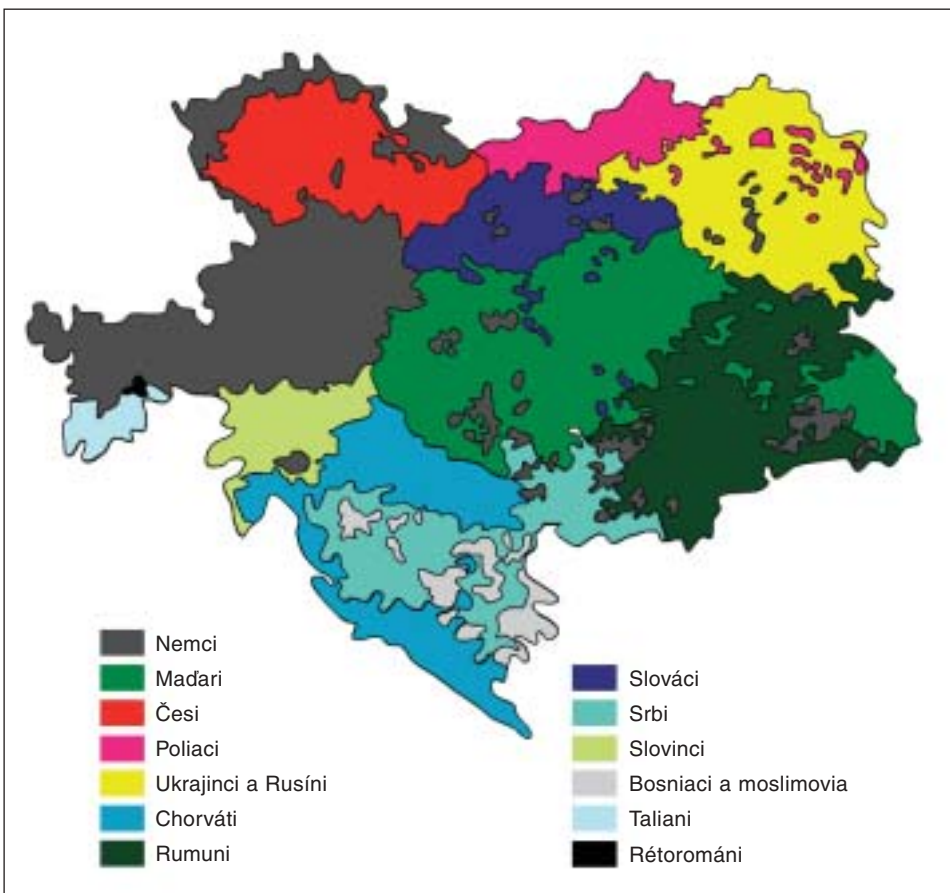 Nemci
Maďari
Česi
Poliaci
Ukrajinci a Rusíni
Chorváti
Rumuni
Slováci
Srbi
Slovinci
Bosniaci a moslimovia
Taliani
Rétorománi